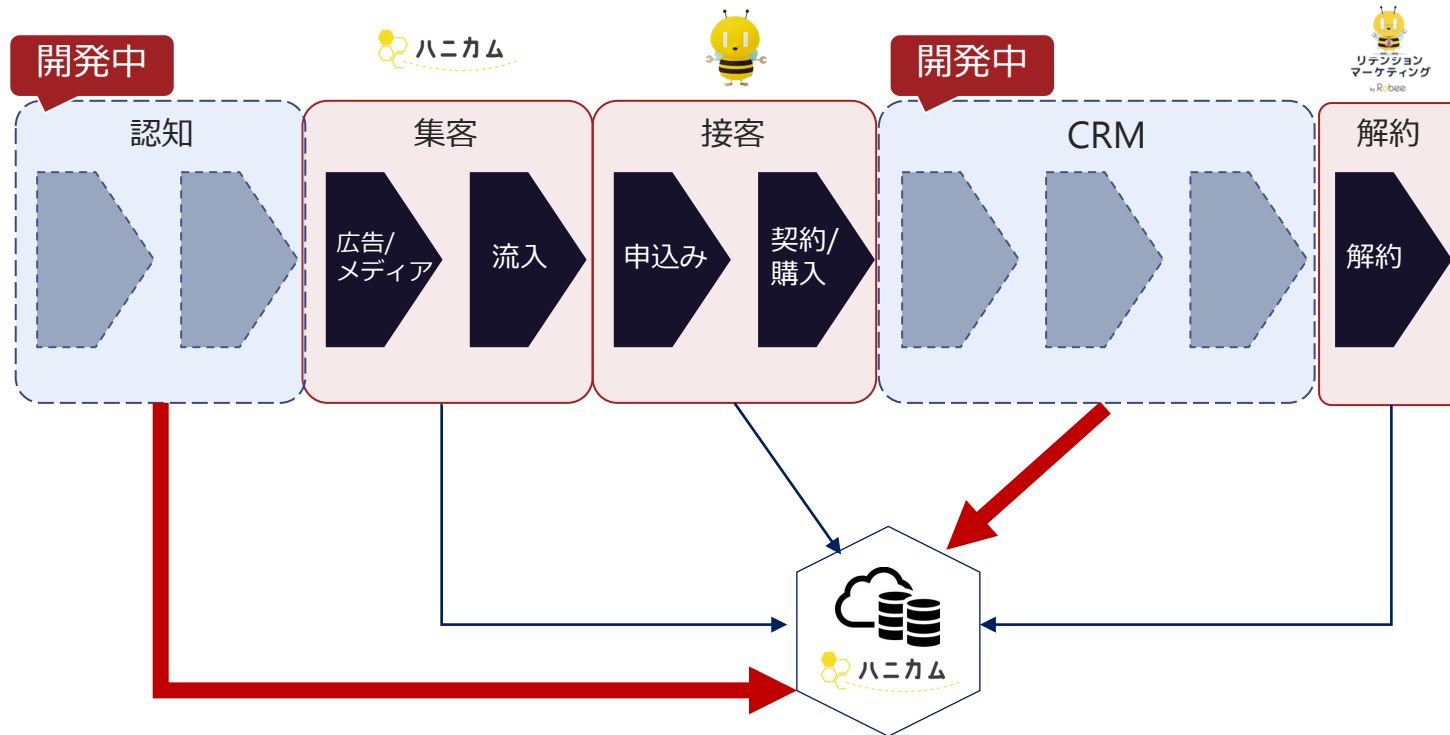 開発中
ハニカム
開発中
リテンション
マーケティング
by Robee
認知
集客
接客
CRM
解約
広告/
メディア
流入
申込み
契約/
購入
解約
ハニカム